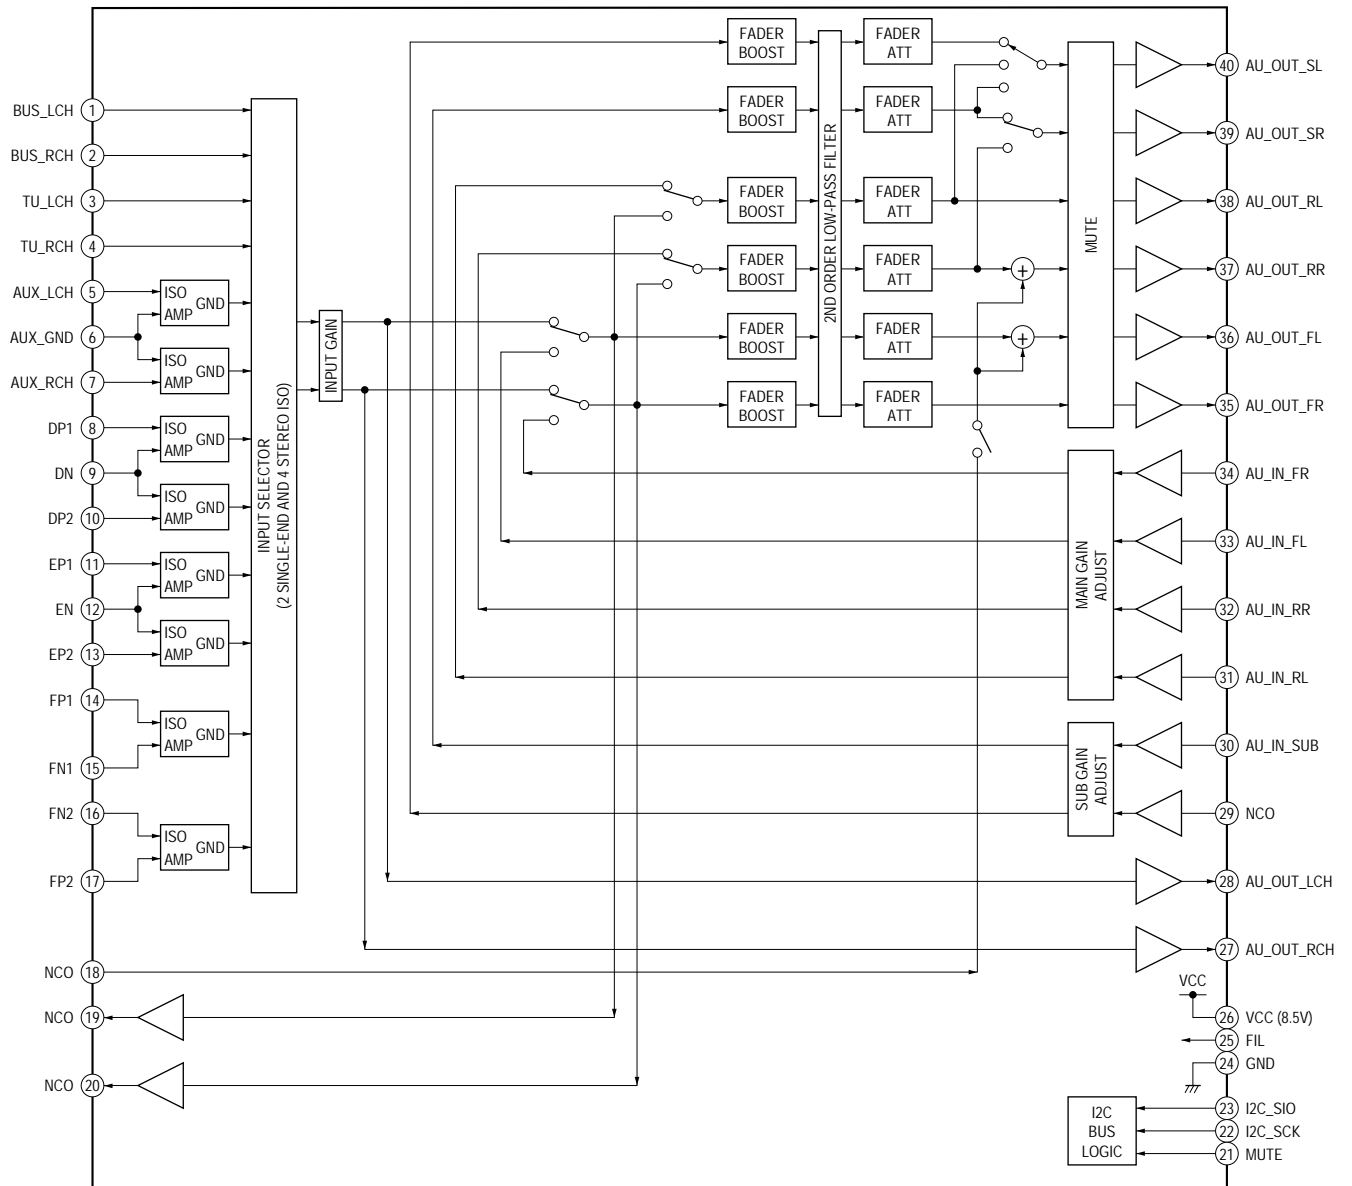 BUS_LCH 1
BUS_RCH 2
TU_LCH 3
TU_RCH 4
AUX_LCH 5
AUX_GND 6
AUX_RCH 7
DP1 8
DN 9
DP2 10
EP1 11
EN 12
EP2 13
FP1 14
FN1 15
FN2 16
FP2 17
NCO 18
NCO 19
NCO 20
ISO
AMP GND
ISO
AMP GND
ISO
AMP GND
ISO
AMP GND
ISO
AMP GND
ISO
AMP GND
ISO
AMP GND
ISO
AMP GND
INPUT SELECTOR
(2 SINGLE-END AND 4 STEREO ISO)
INPUT GAIN
FADER
BOOST
FADER
BOOST
FADER
BOOST
FADER
BOOST
FADER
BOOST
FADER
BOOST
2ND ORDER LOW-PASS FILTER
FADER
ATT
FADER
ATT
FADER
ATT
FADER
ATT
FADER
ATT
FADER
ATT
+
+
MUTE
MAIN GAIN
ADJUST
SUB GAIN
ADJUST
40 AU_OUT_SL
39 AU_OUT_SR
38 AU_OUT_RL
37 AU_OUT_RR
36 AU_OUT_FL
35 AU_OUT_FR
34 AU_IN_FR
33 AU_IN_FL
32 AU_IN_RR
31 AU_IN_RL
30 AU_IN_SUB
29 NCO
28 AU_OUT_LCH
27 AU_OUT_RCH
VCC
26 VCC (8.5V)
25 FIL
24 GND
I2C
BUS
LOGIC
23 I2C_SIO
22 I2C_SCK
21 MUTE